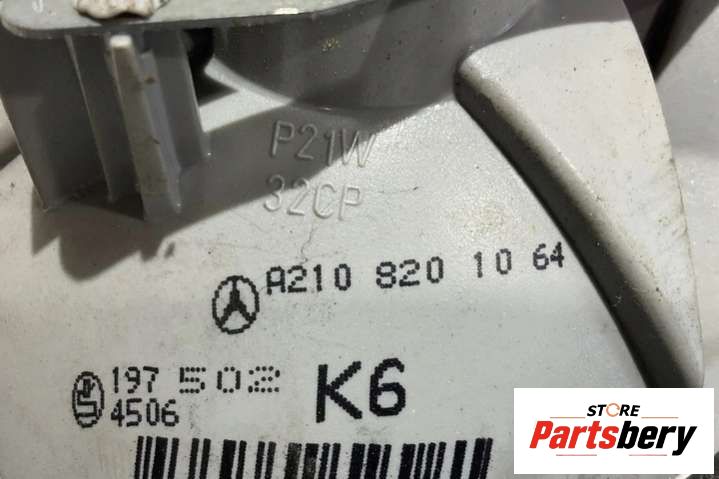 P21W
32CP
A210 820 10 64
197 502 K6
4506
STORE
Partsbery